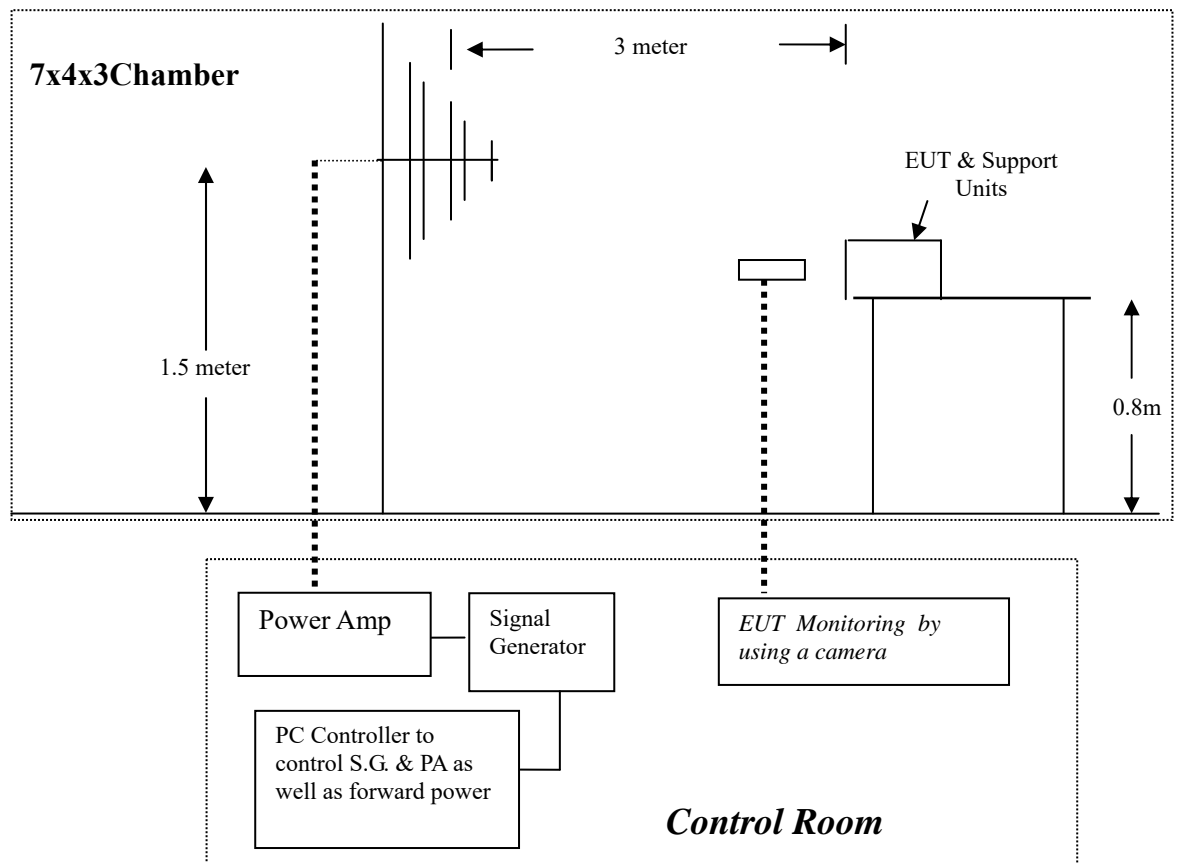 3 meter
7x4x3Chamber
EUT & Support
Units
1.5 meter
0.8m
Power Amp
Signal
Generator
EUT Monitoring by
using a camera
PC Controller to
control S.G. & PA as
well as forward power
Control Room